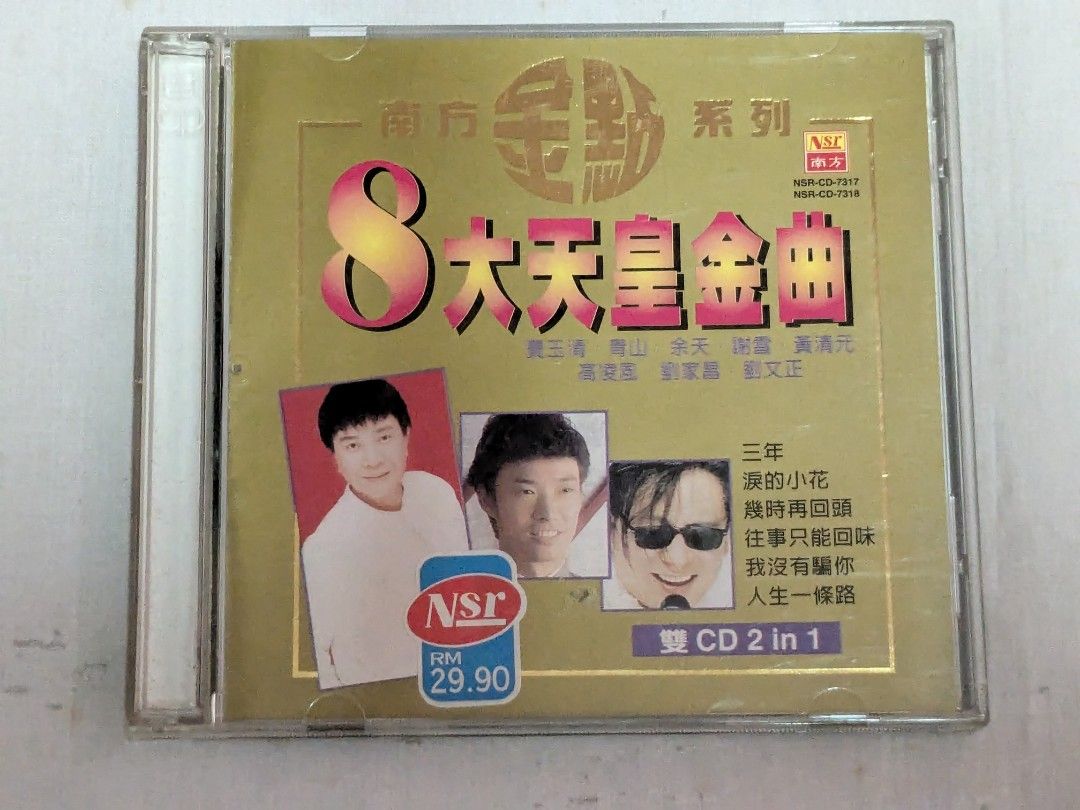 南方 金點 系列
Nsr
南方
NSR-CD-7317
NSR-CD-7318
8大天皇金曲
費玉清·青山·余天·謝雷·黃清元
高凌風·劉家昌·劉文正
三年
淚的小花
幾時再回頭
往事只能回味
我沒有騙你
人生一條路
Nsr
RM
29.90
雙 CD 2 in 1